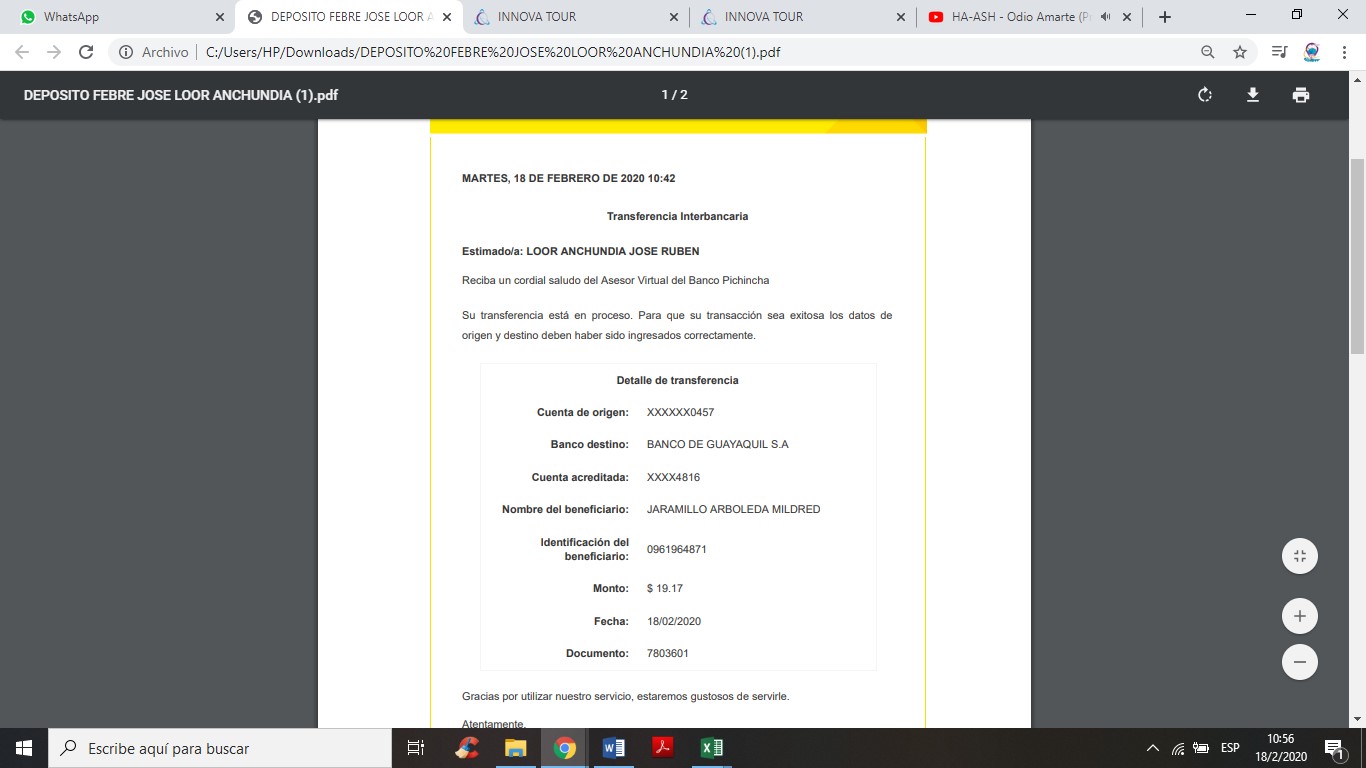 WhatsApp
DEPOSITO FEBRE JOSE LOOR A
INNOVA TOUR
INNOVA TOUR
HA-ASH - Odio Amarte (P
Archivo
C:/Users/HP/Downloads/DEPOSITO%20FEBRE%20JOSE%20LOOR%20ANCHUNDIA%20(1).pdf
DEPOSITO FEBRE JOSE LOOR ANCHUNDIA (1).pdf
1 / 2
MARTES, 18 DE FEBRERO DE 2020 10:42
Transferencia Interbancaria
Estimado/a: LOOR ANCHUNDIA JOSE RUBEN
Reciba un cordial saludo del Asesor Virtual del Banco Pichincha
Su transferencia está en proceso. Para que su transacción sea exitosa los datos de
origen y destino deben haber sido ingresados correctamente.
Detalle de transferencia
Cuenta de origen: XXXXXX0457
Banco destino: BANCO DE GUAYAQUIL S.A
Cuenta acreditada: XXXX4816
Nombre del beneficiario: JARAMILLO ARBOLEDA MILDRED
Identificación del
beneficiario: 0961964871
Monto: $ 19.17
Fecha: 18/02/2020
Documento: 7803601
Gracias por utilizar nuestro servicio, estaremos gustosos de servirle.
Atentamente,
Escribe aquí para buscar
ESP
10:56
18/2/2020
1